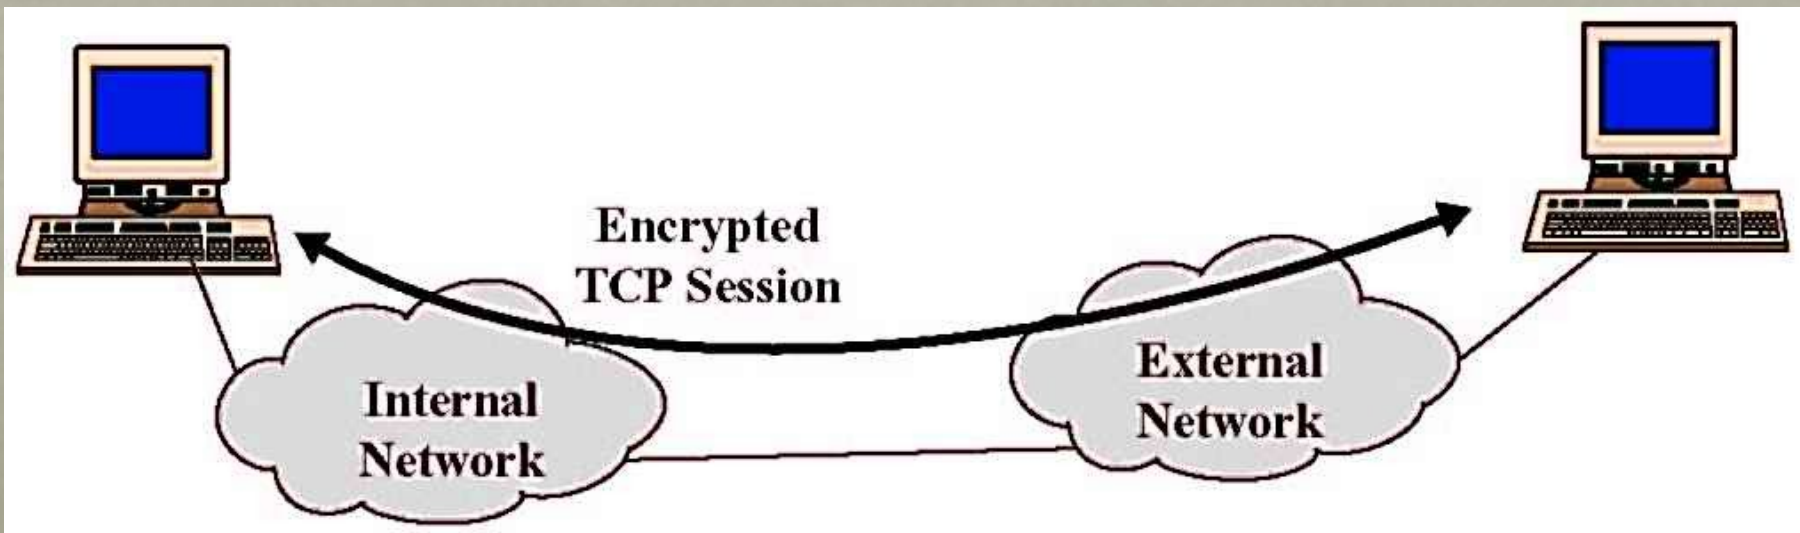 Encrypted
TCP Session
Internal
Network
External
Network